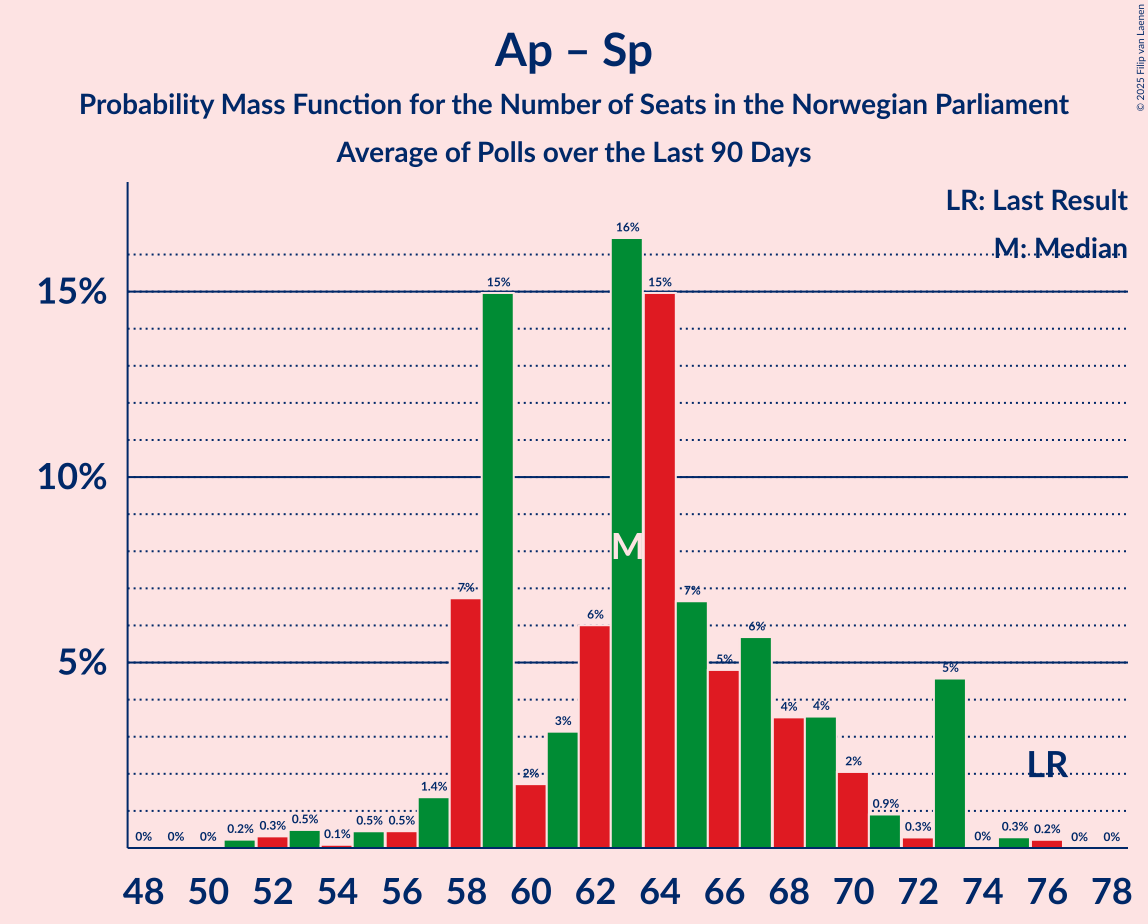 Ap – Sp
Probability Mass Function for the Number of Seats in the Norwegian Parliament
Average of Polls over the Last 90 Days
© 2025 Filip van Laenen
LR: Last Result
M: Median
15%
10%
5%
0% 0% 0% 0.2% 0.3% 0.5% 0.1% 0.5% 0.5% 1.4% 7% 15% 2% 3% 6% 16% 15% 7% 5% 6% 4% 4% 2% 0.9% 0.3% 5% 0% 0.3% 0.2% 0% 0%
M
LR
48 50 52 54 56 58 60 62 64 66 68 70 72 74 76 78